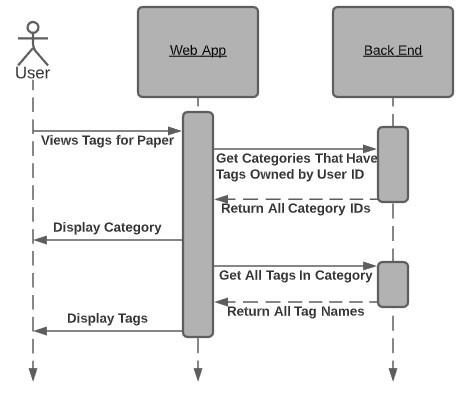 Web App
Back End
User
Views Tags for Paper
Get Categories That Have
Tags Owned by User ID
Return All Category IDs
Display Category
Get All Tags In Category
Return All Tag Names
Display Tags